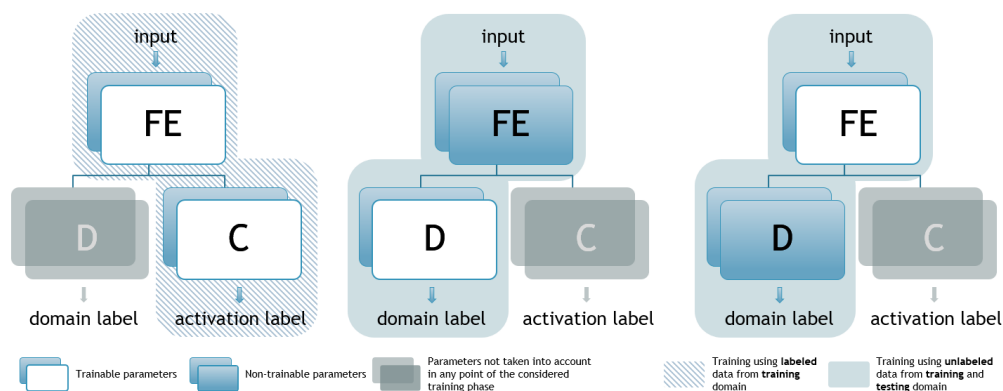 input
input
input
FE
FE
FE
D
C
D
C
D
C
domain label
activation label
domain label
activation label
domain label
activation label
Trainable parameters
Non-trainable parameters
Parameters not taken into account
in any point of the considered
training phase
Training using labeled
data from training
domain
Training using unlabeled
data from training and
testing domain